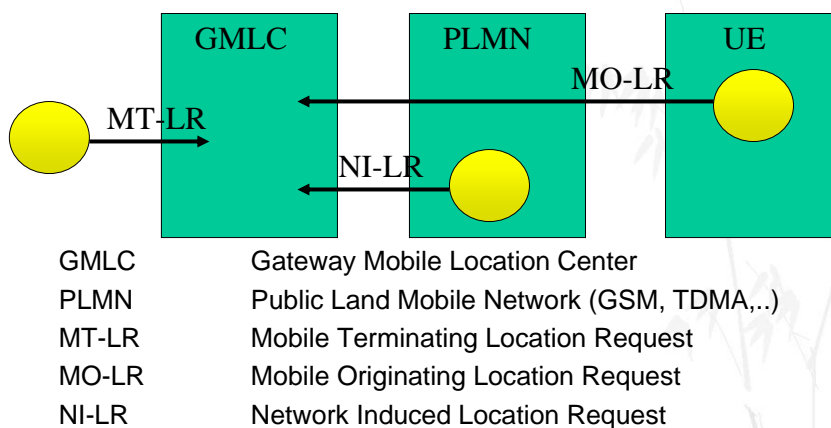 GMLC PLMN UE
MO-LR
MT-LR
NI-LR
GMLC Gateway Mobile Location Center
PLMN Public Land Mobile Network (GSM, TDMA,..)
MT-LR Mobile Terminating Location Request
MO-LR Mobile Originating Location Request
NI-LR Network Induced Location Request